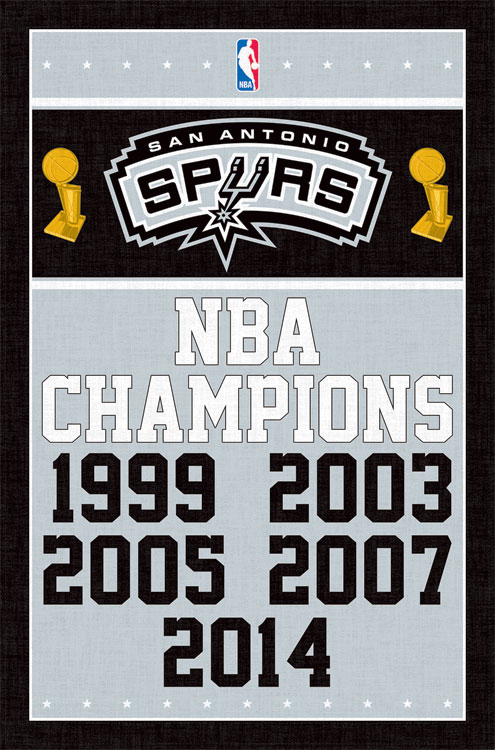 NBA
SAN ANTONIO
SPURS
NBA
CHAMPIONS
1999 2003
2005 2007
2014